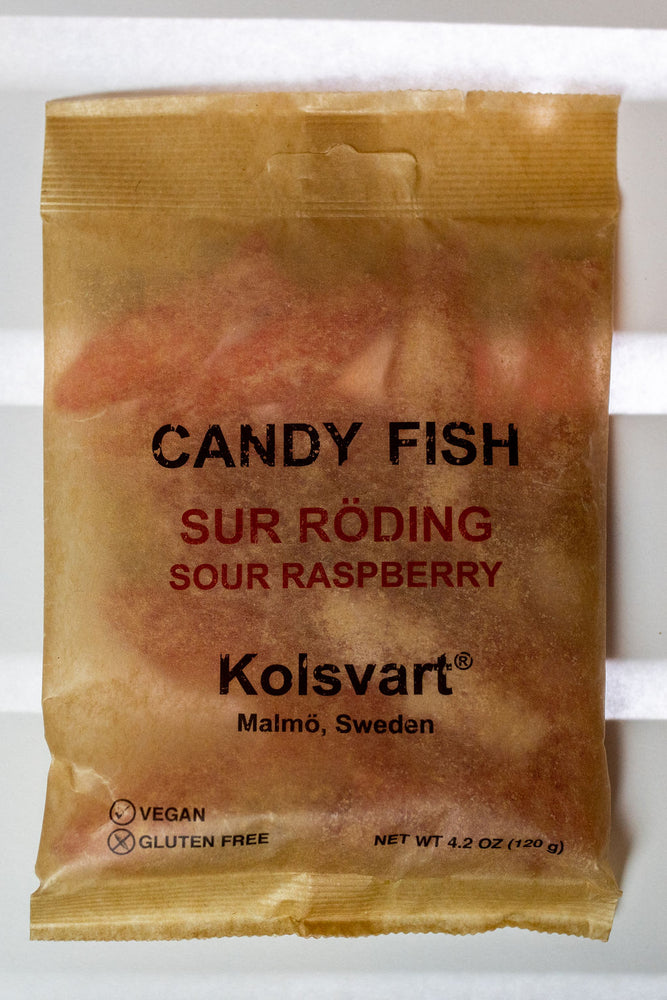 CANDY FISH
SUR RÖDING
SOUR RASPBERRY
Kolsvart®
Malmö, Sweden
VEGAN
GLUTEN FREE
NET WT 4.2 OZ (120 g)